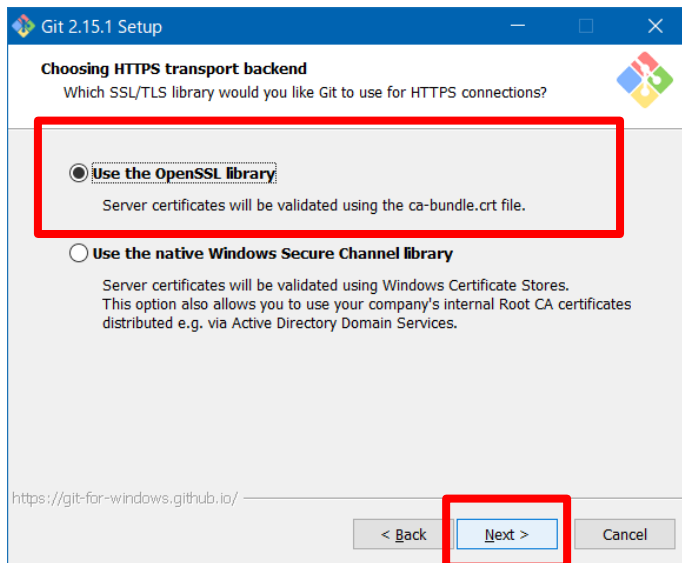 Git 2.15.1 Setup
Choosing HTTPS transport backend
Which SSL/TLS library would you like Git to use for HTTPS connections?
Use the OpenSSL library
Server certificates will be validated using the ca-bundle.crt file.
Use the native Windows Secure Channel library
Server certificates will be validated using Windows Certificate Stores.
This option also allows you to use your company's internal Root CA certificates
distributed e.g. via Active Directory Domain Services.
https://git-for-windows.github.io/
< Back Next > Cancel